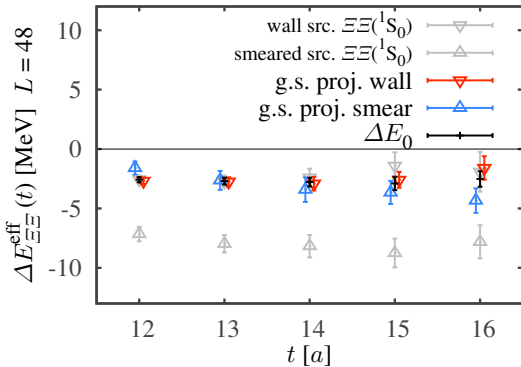 wall src. ΞΞ(¹S₀)
smeared src. ΞΞ(¹S₀)
g.s. proj. wall
g.s. proj. smear
ΔE₀
ΔE^eff_ΞΞ(t) [MeV] L = 48
10
5
0
-5
-10
12 13 14 15 16
t [a]